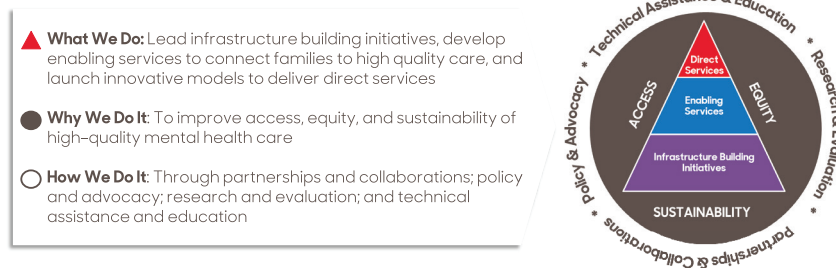 What We Do: Lead infrastructure building initiatives, develop
enabling services to connect families to high quality care, and
launch innovative models to deliver direct services
Why We Do It: To improve access, equity, and sustainability of
high-quality mental health care
How We Do It: Through partnerships and collaborations; policy
and advocacy; research and evaluation; and technical
assistance and education
* Technical Assistance & Education
* Research & Evaluation
* Partnerships & Collaborations
* Policy & Advocacy
ACCESS
EQUITY
SUSTAINABILITY
Direct
Services
Enabling
Services
Infrastructure Building
Initiatives